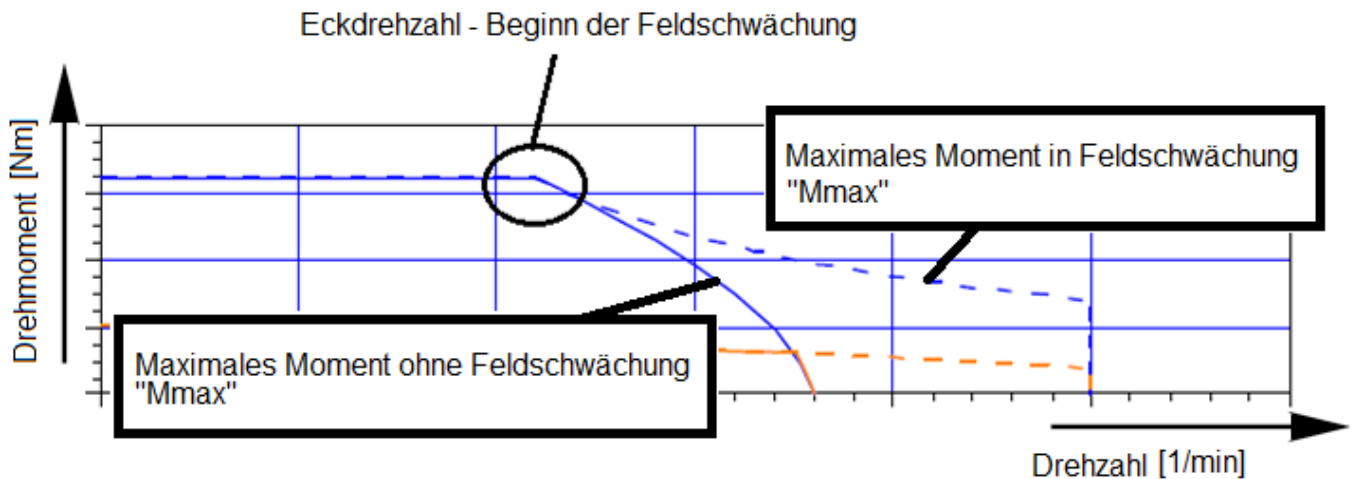 Eckdrehzahl - Beginn der Feldschwächung
Drehmoment [Nm]
Maximales Moment in Feldschwächung
"Mmax"
Maximales Moment ohne Feldschwächung
"Mmax"
Drehzahl [1/min]